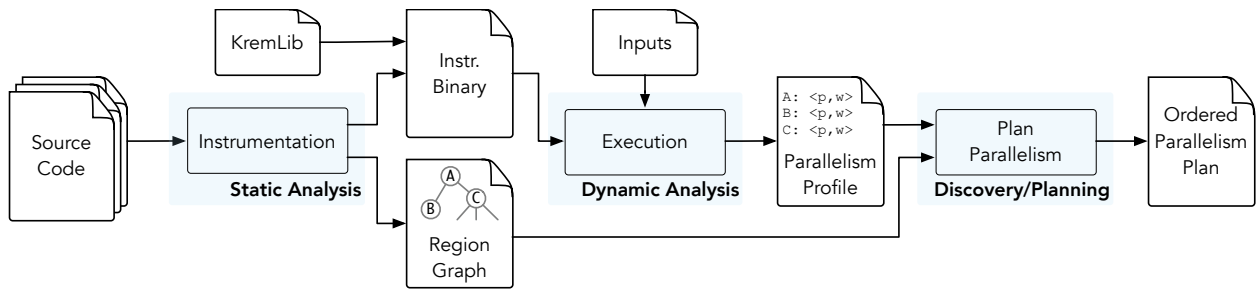 KremLib
Instr.
Binary
Inputs
Source
Code
Instrumentation
Static Analysis
Execution
Dynamic Analysis
A: <p,w>
B: <p,w>
C: <p,w>
Parallelism
Profile
Plan
Parallelism
Discovery/Planning
Ordered
Parallelism
Plan
A
B
C
Region
Graph